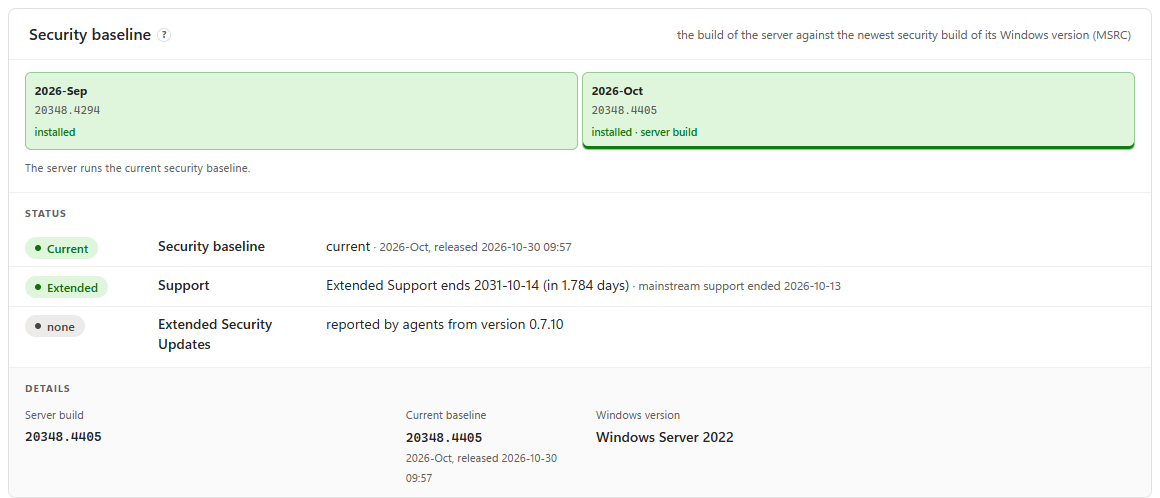 Security baseline ?
the build of the server against the newest security build of its Windows version (MSRC)
2026-Sep
20348.4294
installed
2026-Oct
20348.4405
installed · server build
The server runs the current security baseline.
STATUS
Current
Security baseline
current · 2026-Oct, released 2026-10-30 09:57
Extended
Support
Extended Support ends 2031-10-14 (in 1.784 days) · mainstream support ended 2026-10-13
none
Extended Security
Updates
reported by agents from version 0.7.10
DETAILS
Server build
20348.4405
Current baseline
20348.4405
2026-Oct, released 2026-10-30
09:57
Windows version
Windows Server 2022